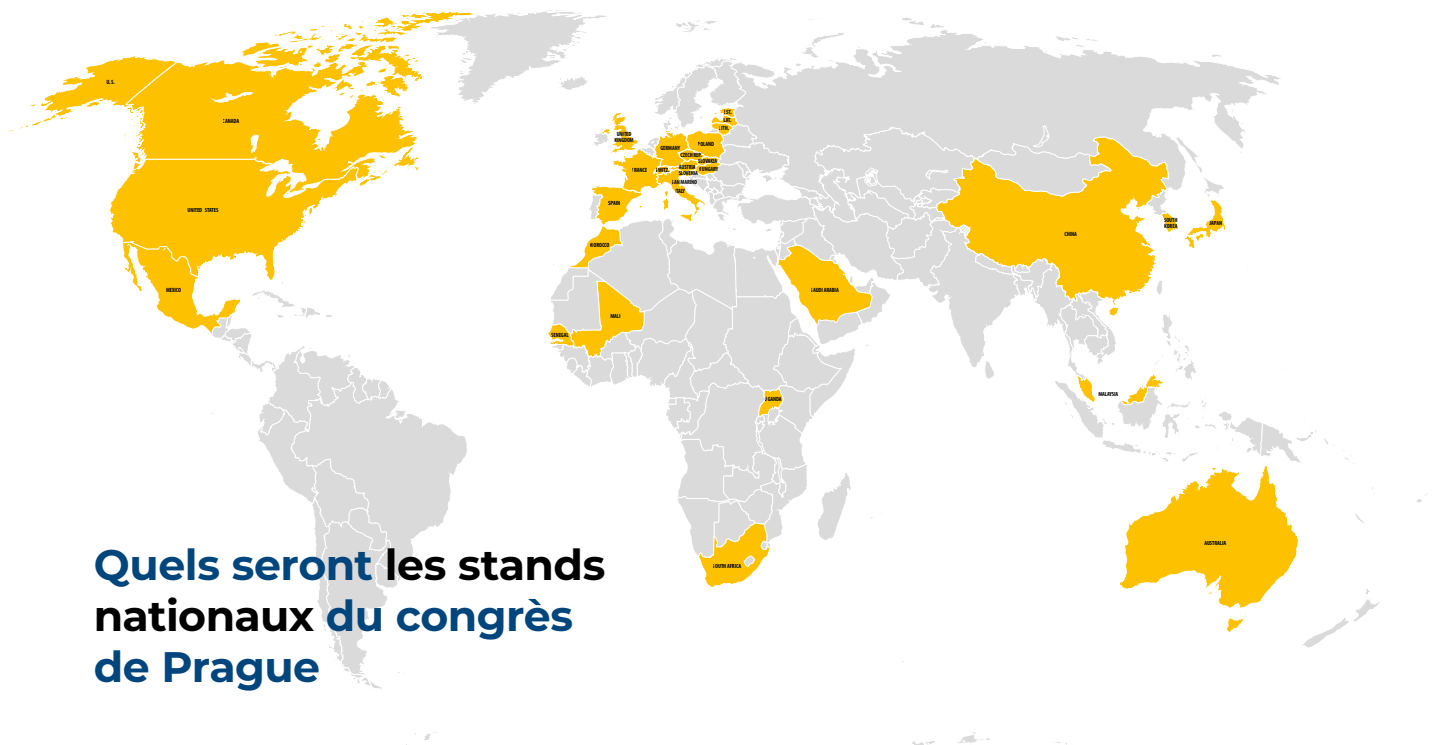 U.S.
CANADA
UNITED STATES
MEXICO
UNITED
KINGDOM
EST.
LAT.
LITH.
GERMANY
POLAND
CZECH REP.
SLOVAKIA
FRANCE
SWITZ.
AUSTRIA
HUNGARY
SLOVENIA
SAN MARINO
ITALY
SPAIN
MOROCCO
MALI
SENEGAL
SAUDI ARABIA
UGANDA
SOUTH AFRICA
CHINA
SOUTH
KOREA
JAPAN
MALAYSIA
AUSTRALIA
Quels seront les stands
nationaux du congrès
de Prague